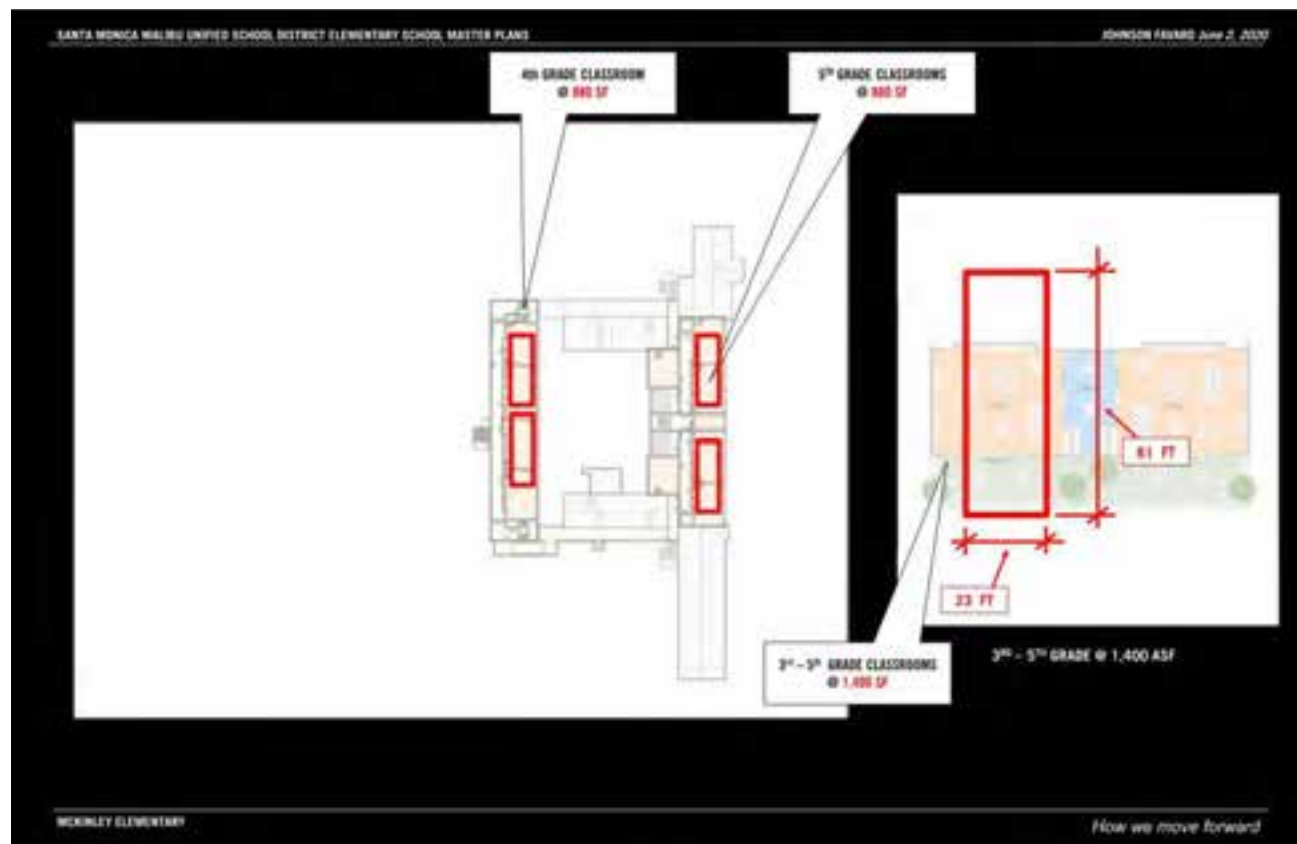 SANTA MONICA MALIBU UNIFIED SCHOOL DISTRICT ELEMENTARY SCHOOL MASTER PLANS
JOHNSON FAVARO June 2, 2020
4th GRADE CLASSROOM
@ SF
5TH GRADE CLASSROOMS
@ SF
61 FT
23 FT
3rd – 5th GRADE CLASSROOMS
@ 1,400 SF
3RD – 5TH GRADE @ 1,400 ASF
MCKINLEY ELEMENTARY
How we move forward